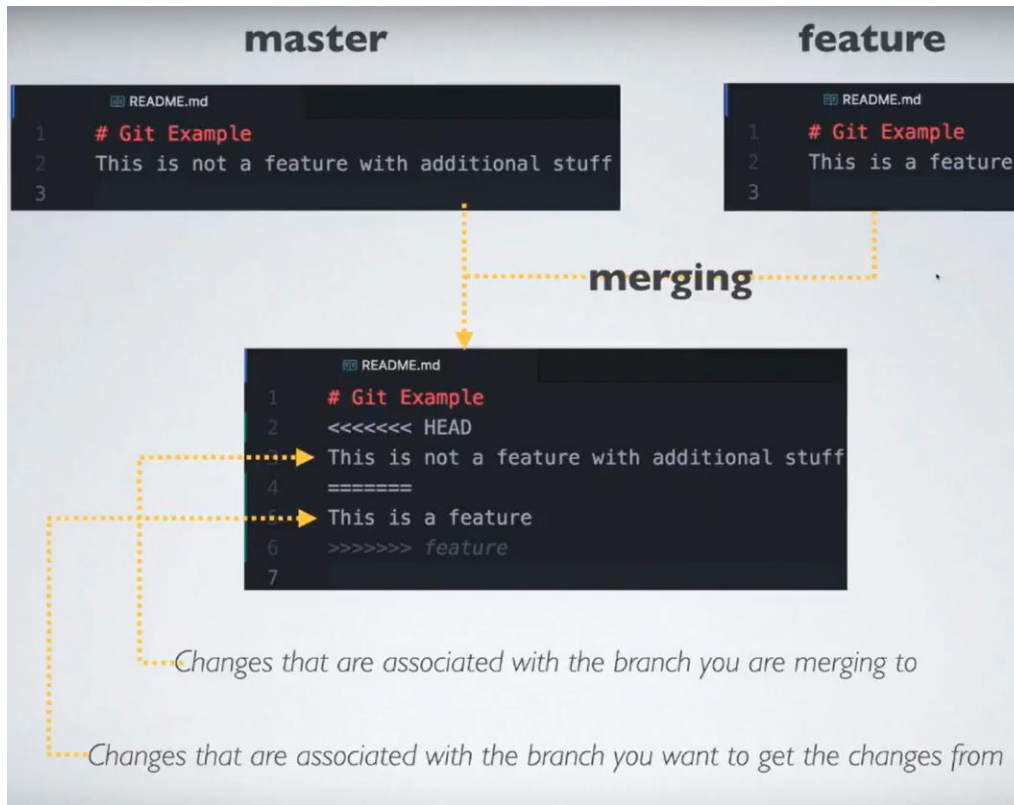 master
feature
README.md
1 # Git Example
2 This is not a feature with additional stuff
3
README.md
1 # Git Example
2 This is a feature
3
merging
README.md
1 # Git Example
2 <<<<<<< HEAD
3 This is not a feature with additional stuff
4 =======
5 This is a feature
6 >>>>>>> feature
7
Changes that are associated with the branch you are merging to
Changes that are associated with the branch you want to get the changes from